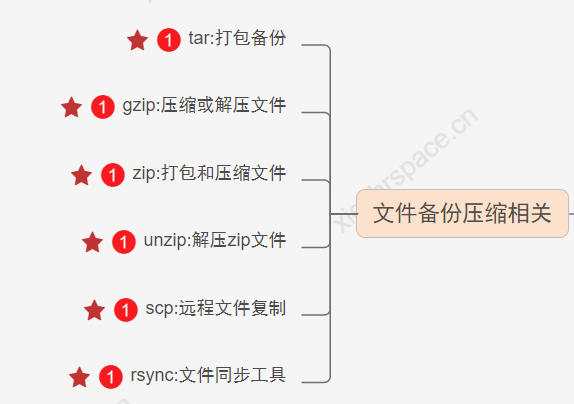 1 tar:打包备份
1 gzip:压缩或解压文件
1 zip:打包和压缩文件
文件备份压缩相关
1 unzip:解压zip文件
1 scp:远程文件复制
1 rsync:文件同步工具